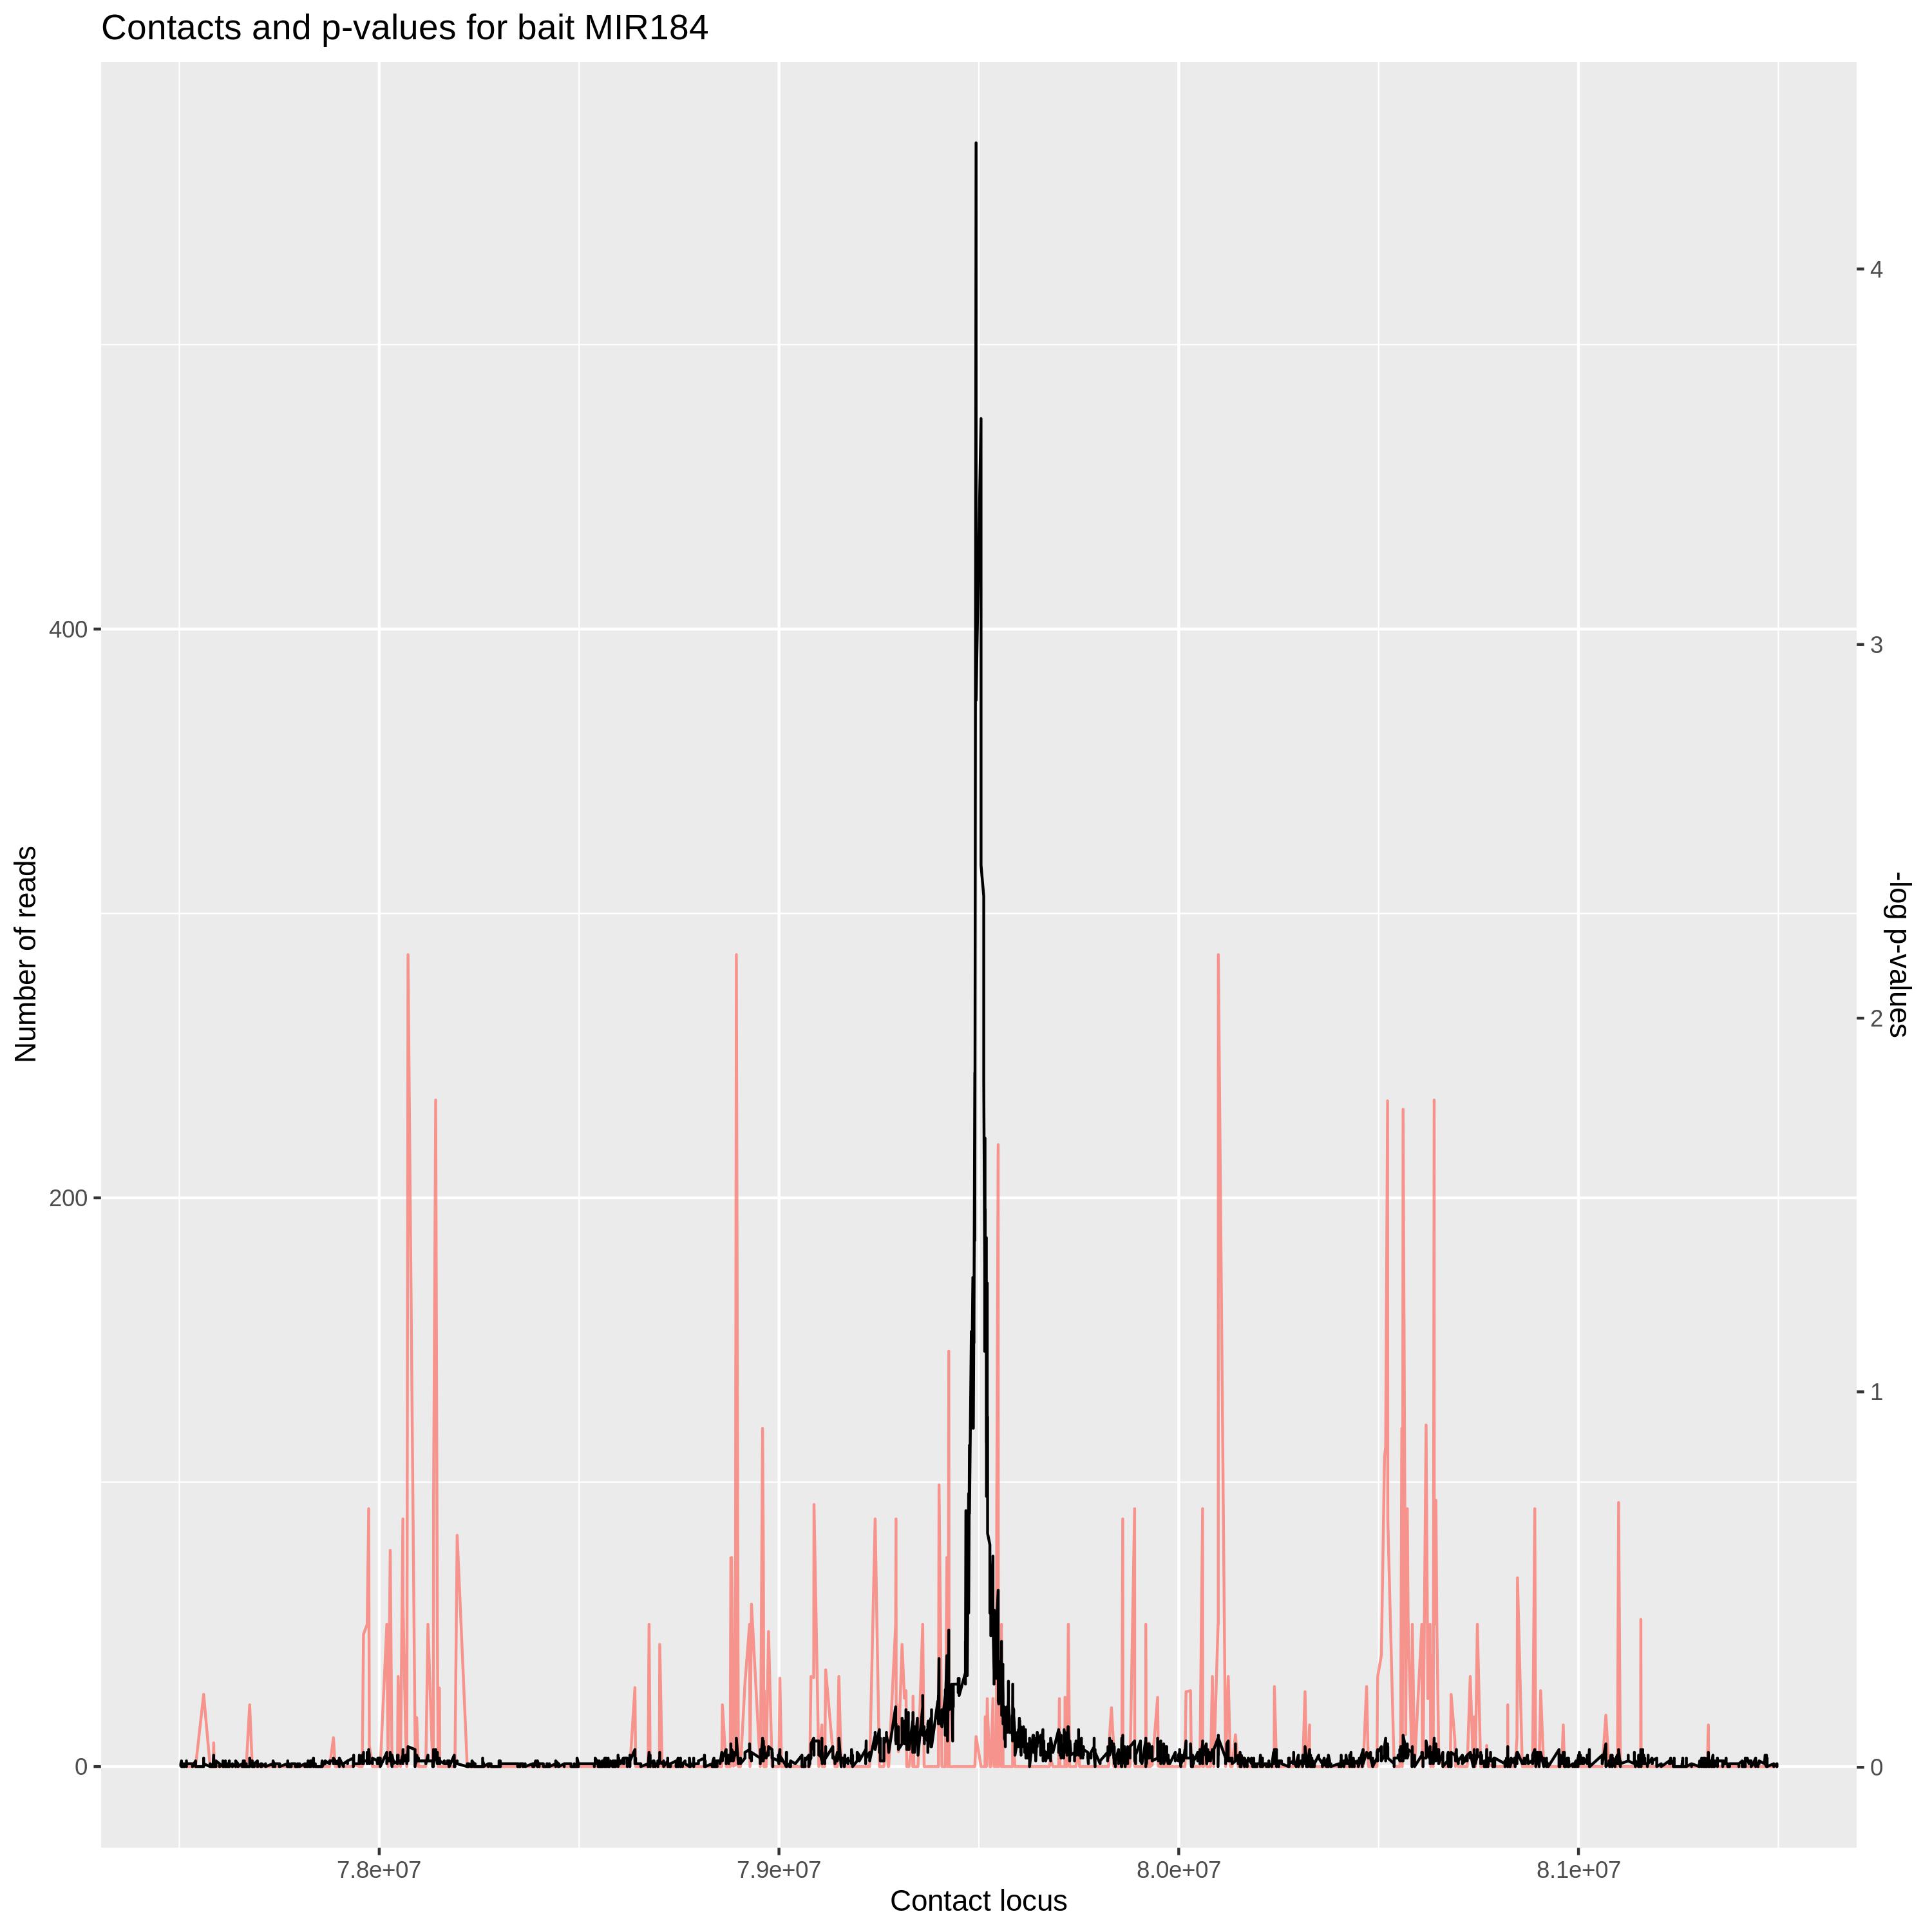 Contacts and p-values for bait MIR184
Number of reads
400
200
0
4
3
2
1
0
-log p-values
7.8e+07
7.9e+07
8.0e+07
8.1e+07
Contact locus